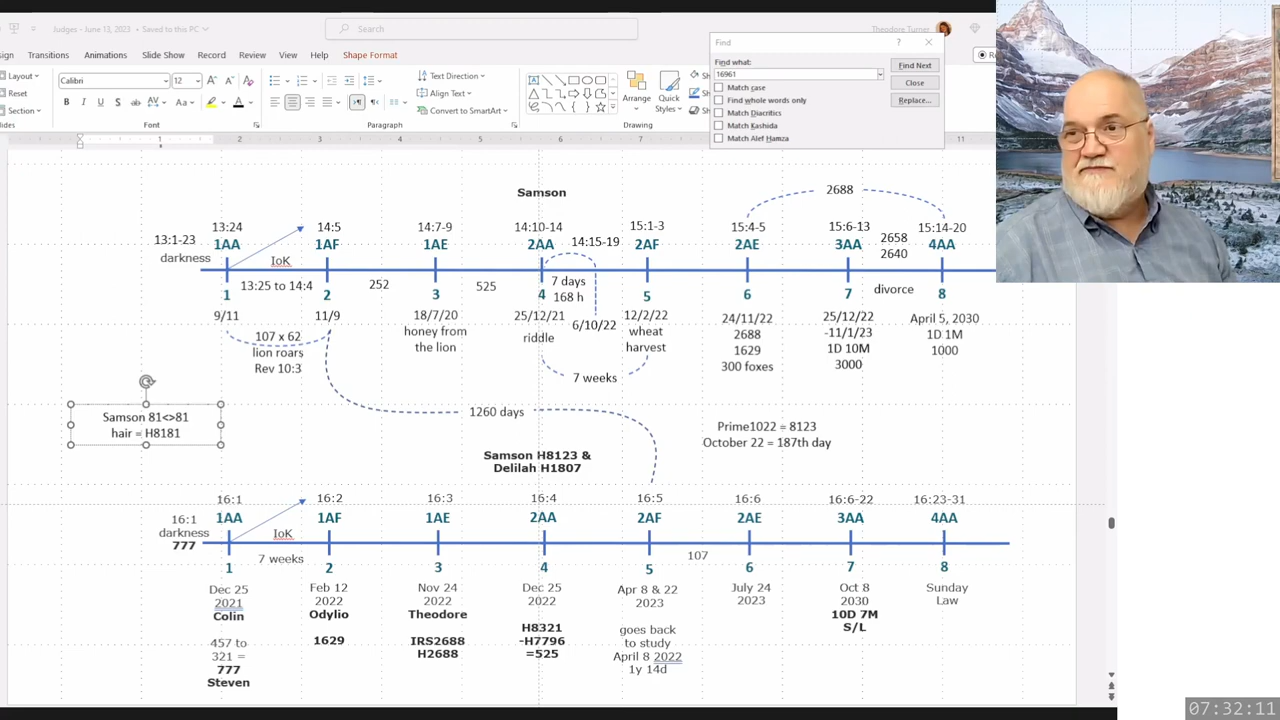 Judges - June 13, 2023 - Saved to this PC
Search
Theodore Turner
sign Transitions Animations Slide Show Record Review View Help Shape Format
Layout
Reset
Section
Calibri 12
Text Direction
Align Text
Convert to SmartArt
Arrange Quick Styles
Font Paragraph Drawing
Find
Find what:
16961
Match case
Find whole words only
Match Diacritics
Match Kashida
Match Alef Hamza
Find Next
Close
Replace...
Samson
2688
13:24 14:5 14:7-9 14:10-14 15:1-3 15:4-5 15:6-13 15:14-20
13:1-23
darkness
1AA 1AF 1AE 2AA 14:15-19 2AF 2AE 3AA 4AA
2658
2640
IoK
13:25 to 14:4 252 525
7 days
168 h
divorce
1 2 3 4 5 6 7 8
9/11
11/9
18/7/20
honey from
the lion
25/12/21
riddle
6/10/22
12/2/22
wheat
harvest
24/11/22
2688
1629
300 foxes
25/12/22
-11/1/23
1D 10M
3000
April 5, 2030
1D 1M
1000
107 x 62
lion roars
Rev 10:3
7 weeks
1260 days
Samson 81<>81
hair = H8181
Prime1022 = 8123
October 22 = 187th day
Samson H8123 &
Delilah H1807
16:1 16:2 16:3 16:4 16:5 16:6 16:6-22 16:23-31
1AA 1AF 1AE 2AA 2AF 2AE 3AA 4AA
16:1
darkness
777
IoK
7 weeks
107
1 2 3 4 5 6 7 8
Dec 25
2021
Colin
457 to
321 =
777
Steven
Feb 12
2022
Odylio
1629
Nov 24
2022
Theodore
IRS2688
H2688
Dec 25
2022
H8321
-H7796
=525
Apr 8 & 22
2023
goes back
to study
April 8 2022
1y 14d
July 24
2023
Oct 8
2030
10D 7M
S/L
Sunday
Law
07:32:11